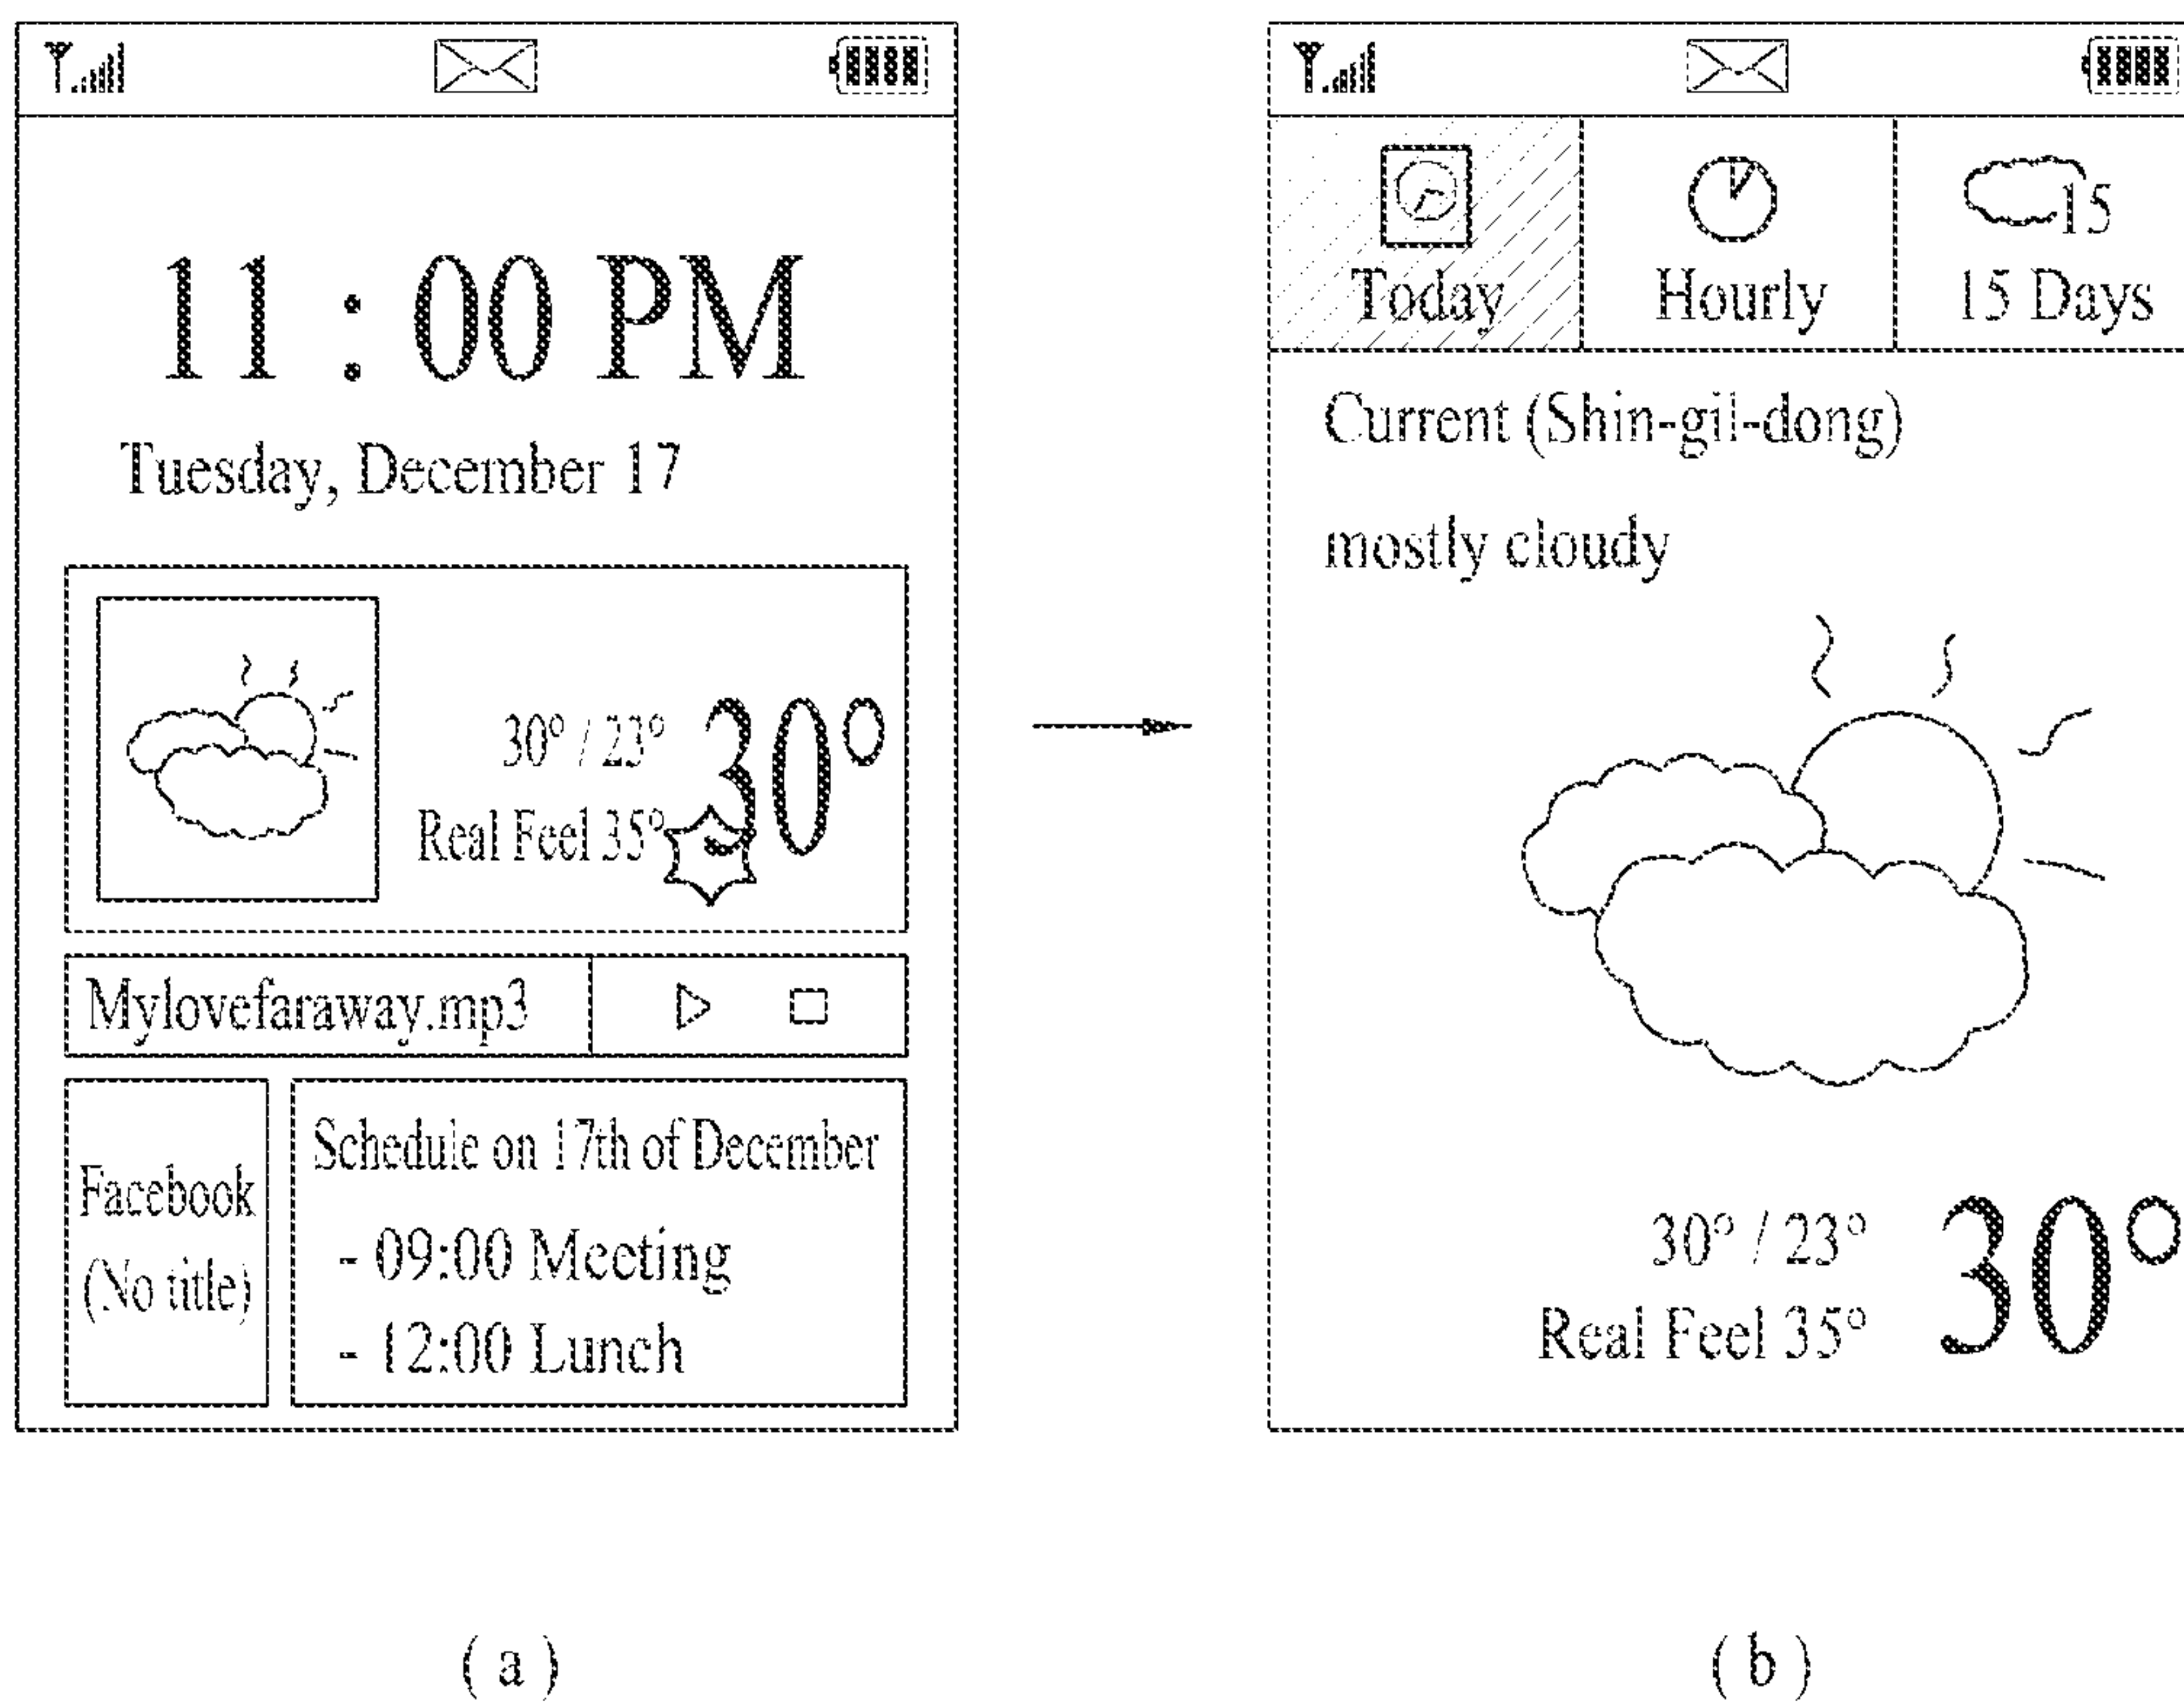 11 : 00 PM
Tuesday, December 17
30° / 23°
30°
Real Feel 35°
Mylovefaraway.mp3
Facebook
(No title)
Schedule on 17th of December
- 09:00 Meeting
- 12:00 Lunch
( a )
15
Today
Hourly
15 Days
Current (Shin-gil-dong)
mostly cloudy
30° / 23°
30°
Real Feel 35°
( b )